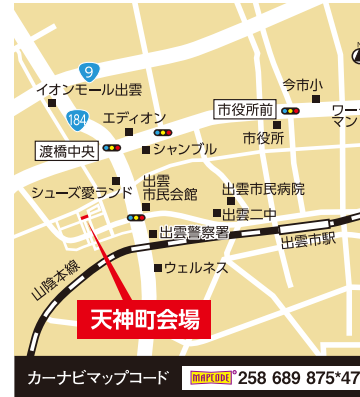 9
イオンモール出雲
今市小
エディオン
市役所前
184
ワー
マン
市役所
渡橋中央
シャンブル
シューズ愛ランド
出雲
市民会館
出雲市民病院
出雲二中
出雲警察署
出雲市駅
山陰本線
ウェルネス
天神町会場
カーナビマップコード MAPCODE 258 689 875*47